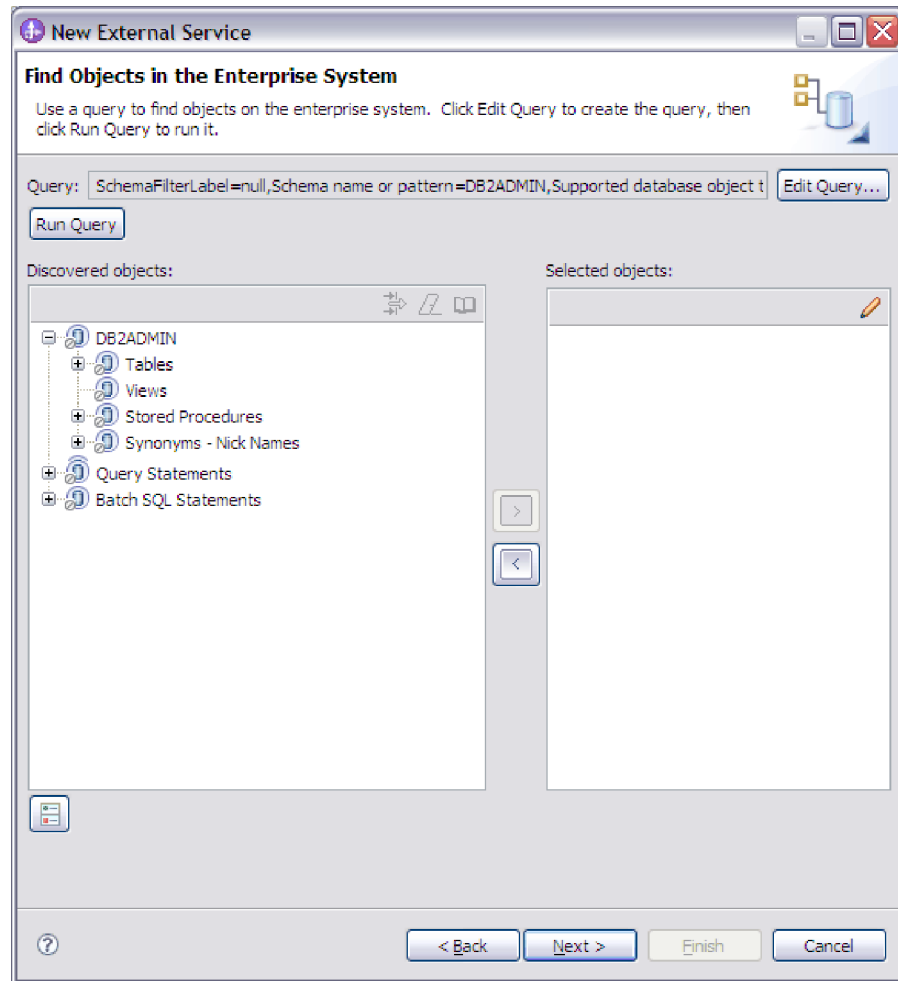 New External Service
Find Objects in the Enterprise System
Use a query to find objects on the enterprise system. Click Edit Query to create the query, then
click Run Query to run it.
Query: SchemaFilterLabel=null,Schema name or pattern=DB2ADMIN,Supported database object t Edit Query...
Run Query
Discovered objects: Selected objects:
DB2ADMIN
Tables
Views
Stored Procedures
Synonyms - Nick Names
Query Statements
Batch SQL Statements
>
<
? < Back Next > Finish Cancel